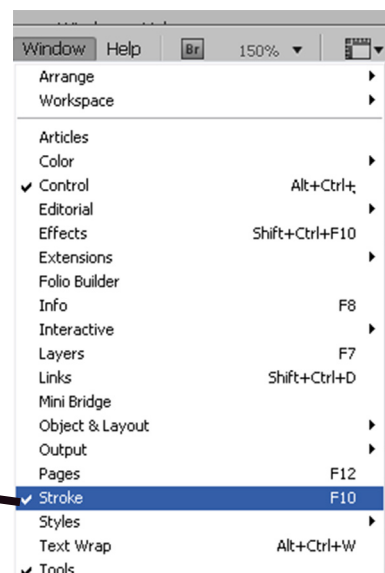 Window Help Br 150%
Arrange
Workspace
Articles
Color
Control Alt+Ctrl+;
Editorial
Effects Shift+Ctrl+F10
Extensions
Folio Builder
Info F8
Interactive
Layers F7
Links Shift+Ctrl+D
Mini Bridge
Object & Layout
Output
Pages F12
Stroke F10
Styles
Text Wrap Alt+Ctrl+W
Tools